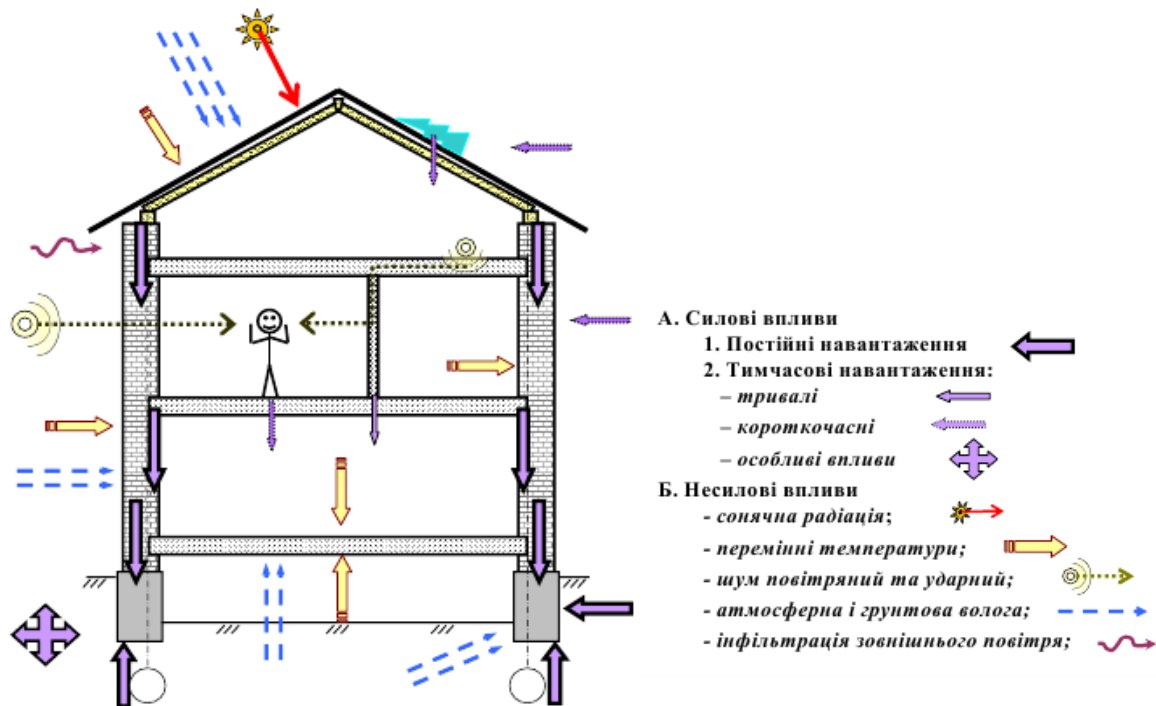 А. Силові впливи
1. Постійні навантаження
2. Тимчасові навантаження:
– тривалі
– короткочасні
– особливі впливи
Б. Несилові впливи
- сонячна радіація;
- перемінні температури;
- шум повітряний та ударний;
- атмосферна і грунтова волога;
- інфільтрація зовнішнього повітря;